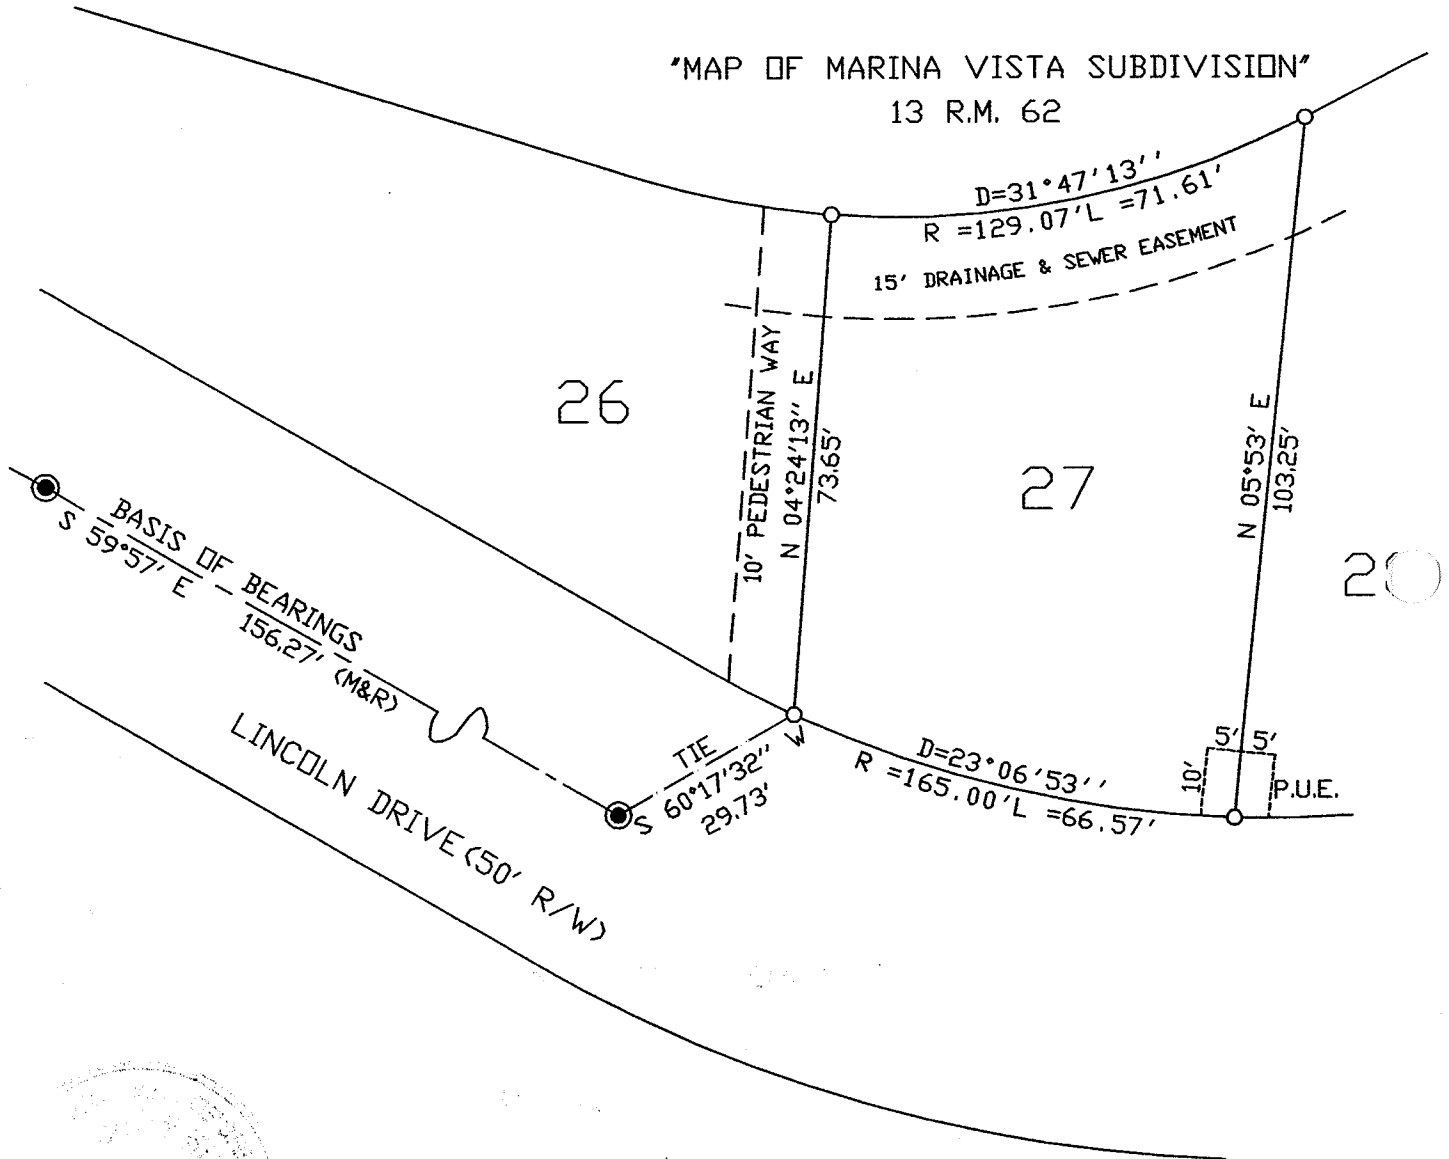 "MAP OF MARINA VISTA SUBDIVISION"
13 R.M. 62
D=31°47'13''
R =129.07'L =71.61'
15' DRAINAGE & SEWER EASEMENT
10' PEDESTRIAN WAY
N 04°24'13'' E
73.65'
N 05°53' E
103.25'
26
27
BASIS OF BEARINGS
S 59°57' E
156.27' (M&R)
LINCOLN DRIVE (50' R/W)
TIE
S 60°17'32'' W
29.73'
D=23°06'53''
R =165.00'L =66.57'
5' 5'
10'
P.U.E.